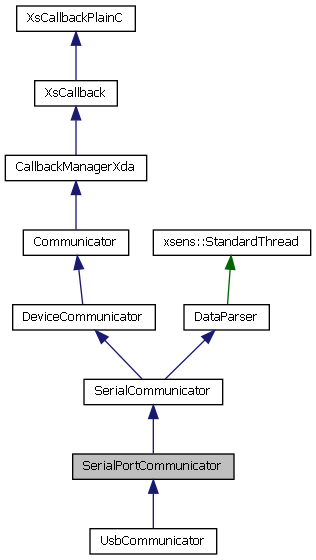 XsCallbackPlainC
XsCallback
CallbackManagerXda
Communicator
xsens::StandardThread
DeviceCommunicator
DataParser
SerialCommunicator
SerialPortCommunicator
UsbCommunicator